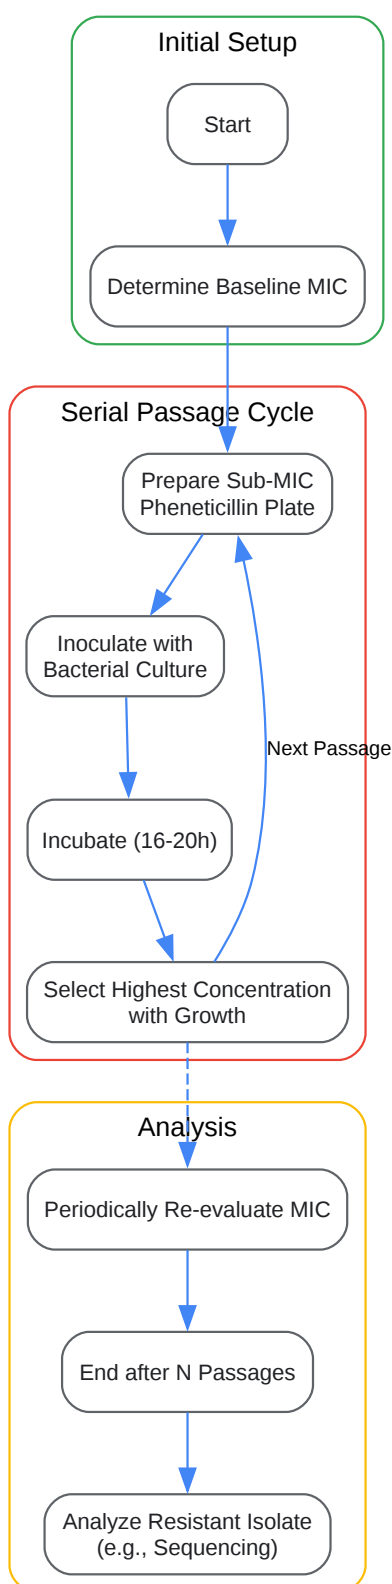 Initial Setup
Start
Determine Baseline MIC
Serial Passage Cycle
Prepare Sub-MIC
Pheneticillin Plate
Inoculate with
Bacterial Culture
Next Passage
Incubate (16-20h)
Select Highest Concentration
with Growth
Analysis
Periodically Re-evaluate MIC
End after N Passages
Analyze Resistant Isolate
(e.g., Sequencing)